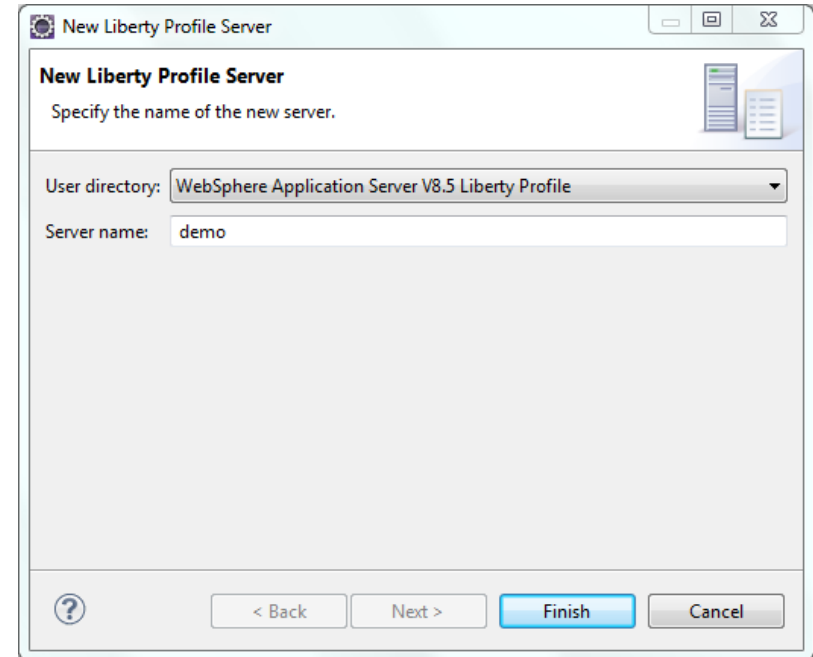 New Liberty Profile Server
New Liberty Profile Server
Specify the name of the new server.
User directory: WebSphere Application Server V8.5 Liberty Profile
Server name: demo
? < Back Next > Finish Cancel